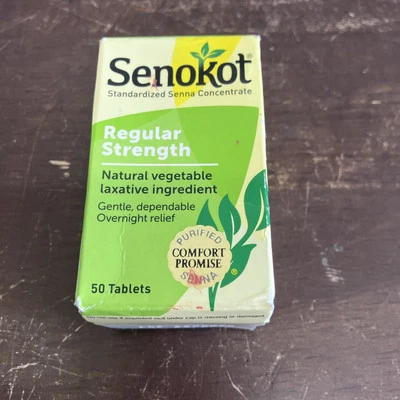 Senokot®
Standardized Senna Concentrate
Regular
Strength
Natural vegetable
laxative ingredient
Gentle, dependable
Overnight relief
PURIFIED
COMFORT
PROMISE
SENNA
®
50 Tablets